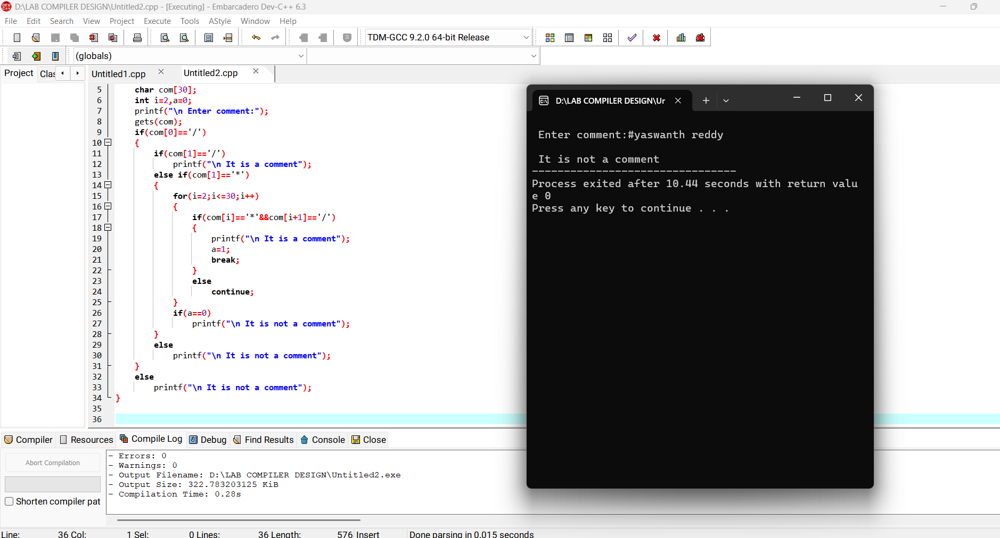 D:\LAB COMPILER DESIGN\Untitled2.cpp - [Executing] - Embarcadero Dev-C++ 6.3
File Edit Search View Project Execute Tools AStyle Window Help
TDM-GCC 9.2.0 64-bit Release
(globals)
Project Untitled1.cpp Untitled2.cpp
5 char com[30];
6 int i=2,a=0;
7 printf("\n Enter comment:");
8 gets(com);
9 if(com[0]=='/')
10 {
11 if(com[1]=='/')
12 printf("\n It is a comment");
13 else if(com[1]=='*')
14 {
15 for(i=2;i<=30;i++)
16 {
17 if(com[i]=='*'&&com[i+1]=='/')
18 {
19 printf("\n It is a comment");
20 a=1;
21 break;
22 }
23 else
24 continue;
25 }
26 if(a==0)
27 printf("\n It is not a comment");
28 }
29 else
30 printf("\n It is not a comment");
31 }
32 else
33 printf("\n It is not a comment");
34 }
35
36
D:\LAB COMPILER DESIGN\Ur
Enter comment:#yaswanth reddy
It is not a comment
--------------------------------
Process exited after 10.44 seconds with return valu
e 0
Press any key to continue . . .
Compiler Resources Compile Log Debug Find Results Console Close
Abort Compilation
Shorten compiler pat
- Errors: 0
- Warnings: 0
- Output Filename: D:\LAB COMPILER DESIGN\Untitled2.exe
- Output Size: 322.783203125 KiB
- Compilation Time: 0.28s
Line: 36 Col: 1 Sel: 0 Lines: 36 Length: 576 Insert Done parsing in 0.015 seconds